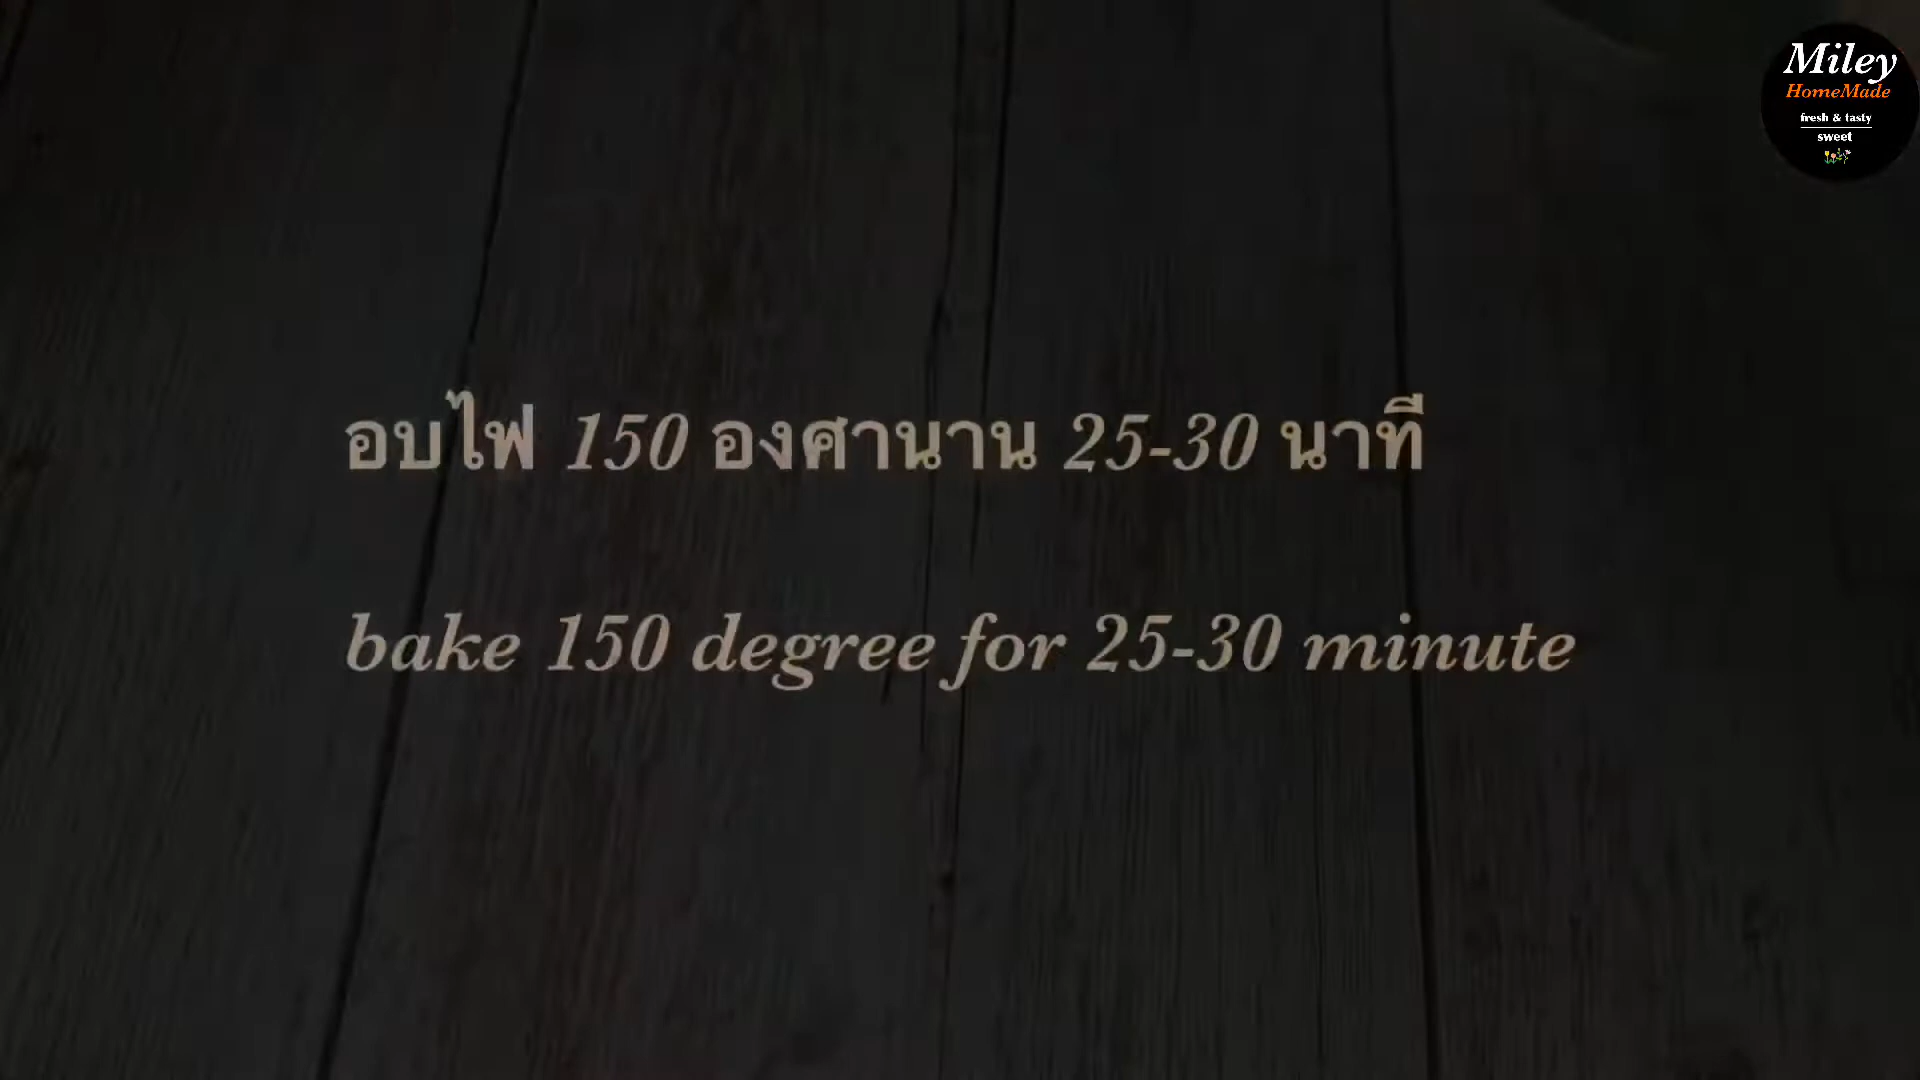 Miley
HomeMade
fresh & tasty
sweet
อบไฟ 150 องศานาน 25-30 นาที
bake 150 degree for 25-30 minute